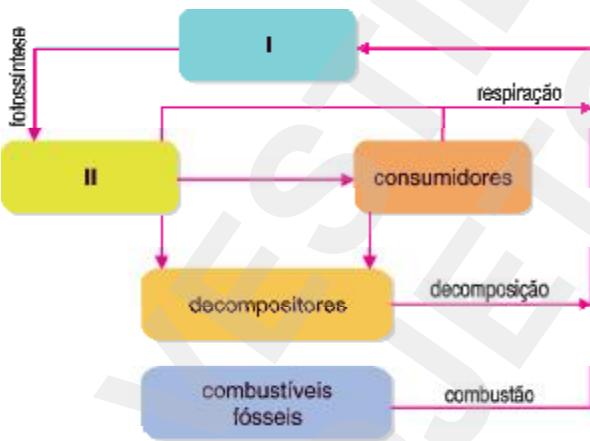 I
fotossíntese
respiração
II
consumidores
decompositores
decomposição
combustíveis
fósseis
combustão